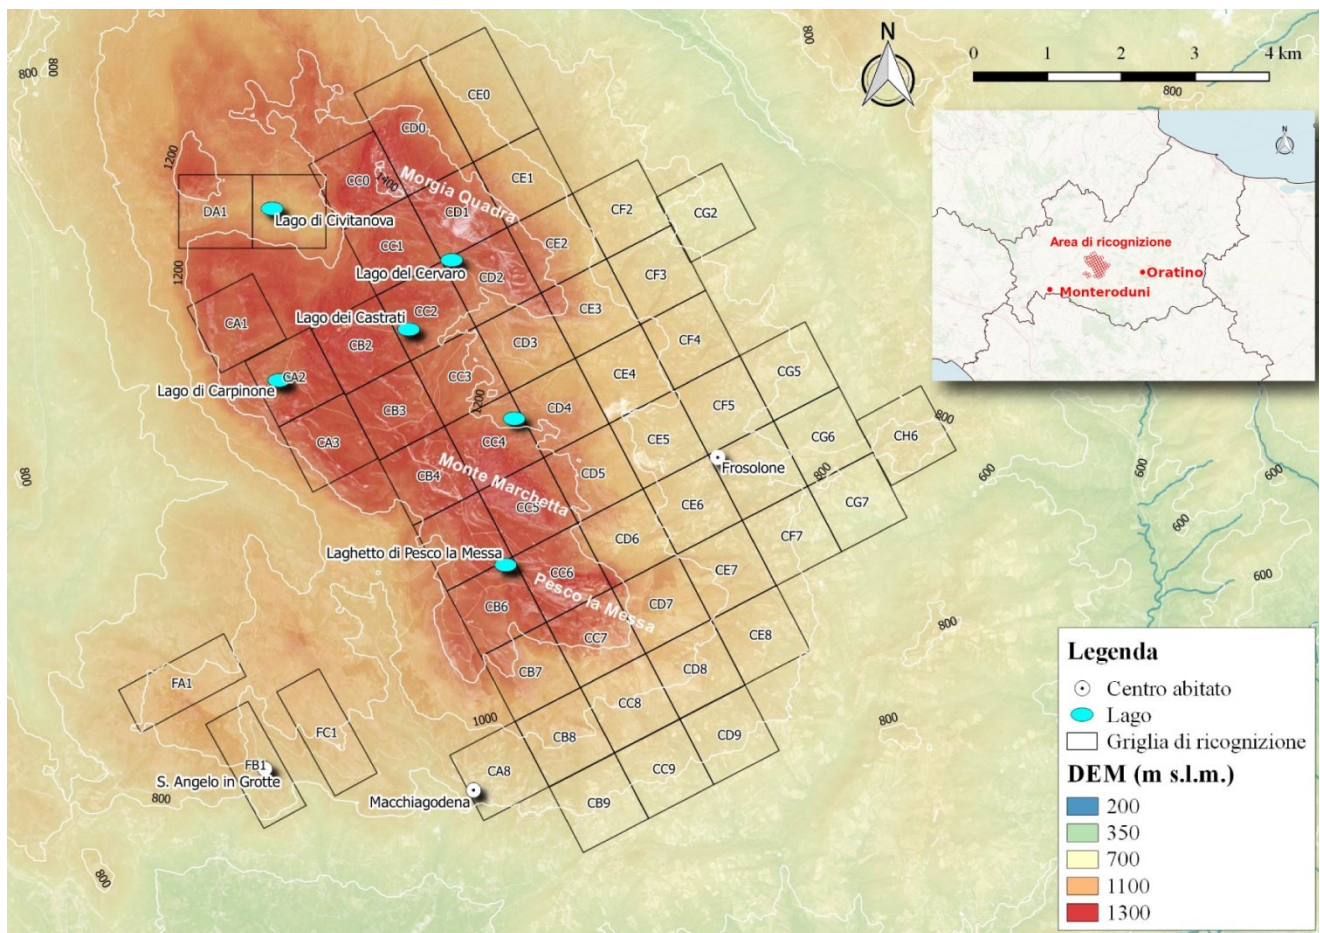 N
0 1 2 3 4 km
800
800
800
800
CE0
CD0
1200
CC0
1400
CE1
Morgia Quadra
DA1
Lago di Civitanova
CD1
CF2
CG2
CC1
CE2
1200
Lago del Cervaro
CD2
CF3
CA1
CE3
Lago dei Castrati
CC2
CB2
CD3
CF4
Lago di Carpinone
CA2
CC3
CE4
CG5
1200
CB3
CD4
CF5
800
CA3
CC4
CE5
CG6
CH6
800
CB4
Monte Marchetta
CD5
Frosolone
800
600
600
600
CC5
CE6
CG7
600
CD6
CF7
Laghetto di Pesco la Messa
CC6
CE7
600
CB6
Pesco la Messa
CD7
CC7
CE8
800
CB7
CD8
FA1
CC8
1000
800
FC1
CB8
CD9
FB1
S. Angelo in Grotte
CA8
CC9
800
Macchiagodena
CB9
800
Area di ricognizione
Oratino
Monteroduni
Legenda
Centro abitato
Lago
Griglia di ricognizione
DEM (m s.l.m.)
200
350
700
1100
1300